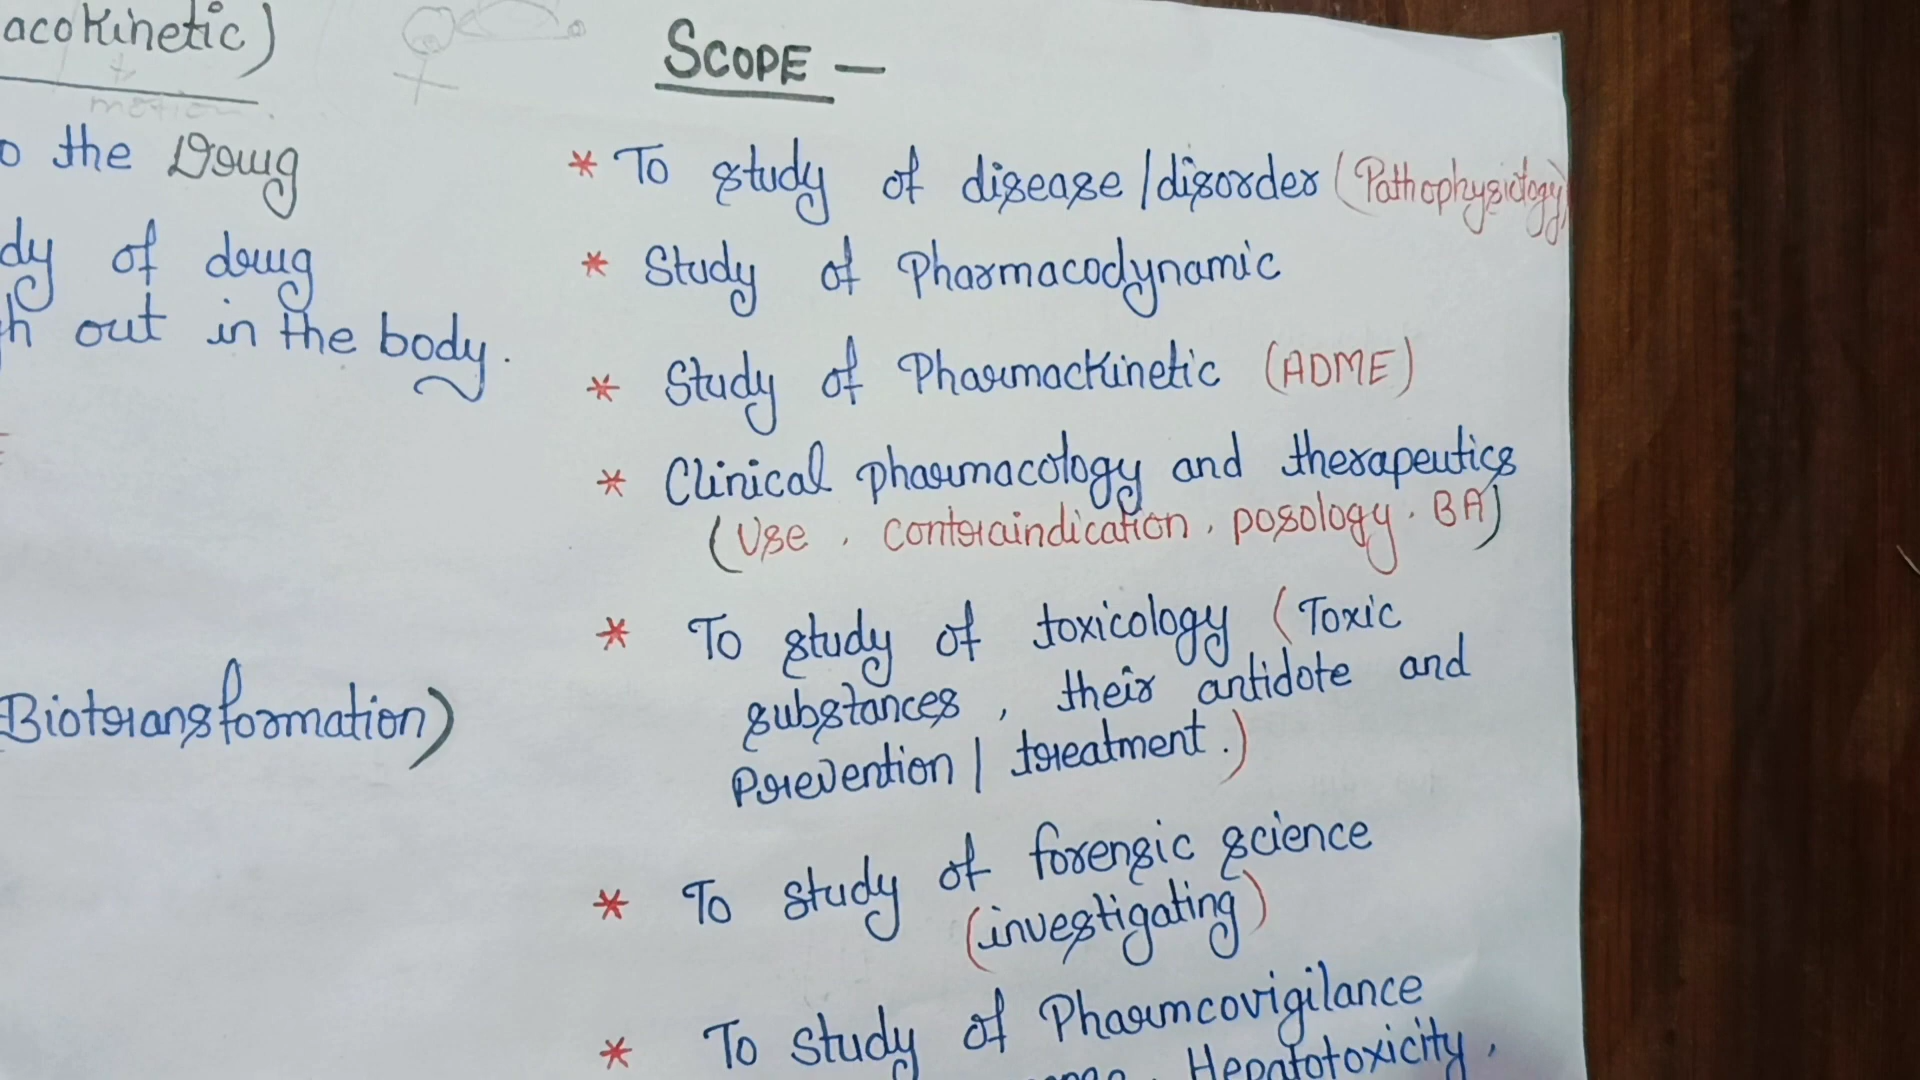 acokinetic)
motion.
o the Drug
dy of drug
h out in the body.
Biotransformation)
SCOPE -
* To study of disease/disorder (Pathophysiology)
* Study of Pharmacodynamic
* Study of Pharmackinetic (ADME)
* Clinical pharmacology and therapeutics
(Use, contraindication, posology. BA)
* To study of toxicology (Toxic
substances, their antidote and
Prevention/treatment.)
* To study of forensic science
(investigating)
* To study of Pharmcovigilance
Hepatotoxicity,